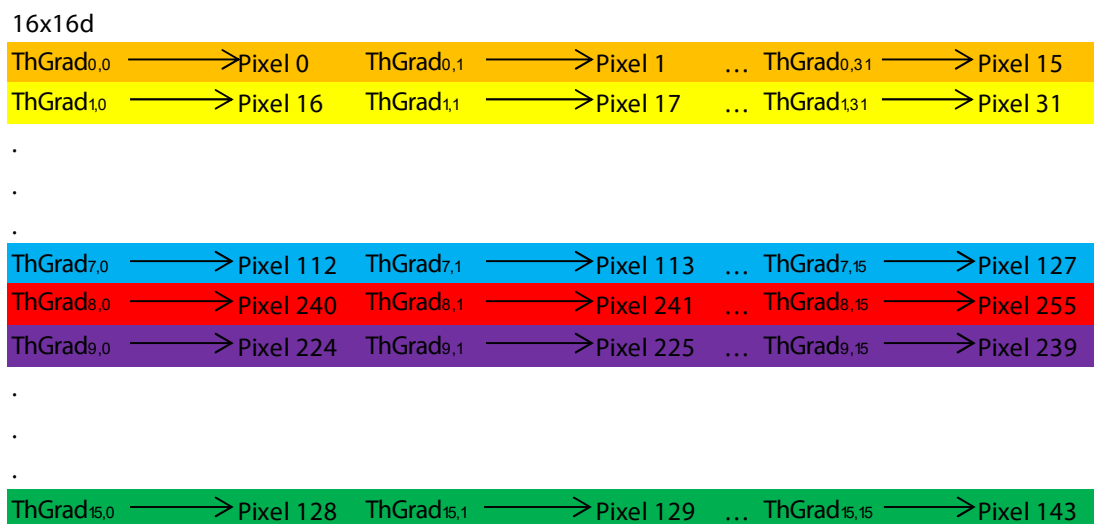 16x16d
ThGrad0,0 → Pixel 0 ThGrad0,1 → Pixel 1 … ThGrad0,31 → Pixel 15
ThGrad1,0 → Pixel 16 ThGrad1,1 → Pixel 17 … ThGrad1,31 → Pixel 31
.
.
.
ThGrad7,0 → Pixel 112 ThGrad7,1 → Pixel 113 … ThGrad7,15 → Pixel 127
ThGrad8,0 → Pixel 240 ThGrad8,1 → Pixel 241 … ThGrad8,15 → Pixel 255
ThGrad9,0 → Pixel 224 ThGrad9,1 → Pixel 225 … ThGrad9,15 → Pixel 239
.
.
.
ThGrad15,0 → Pixel 128 ThGrad15,1 → Pixel 129 … ThGrad15,15 → Pixel 143